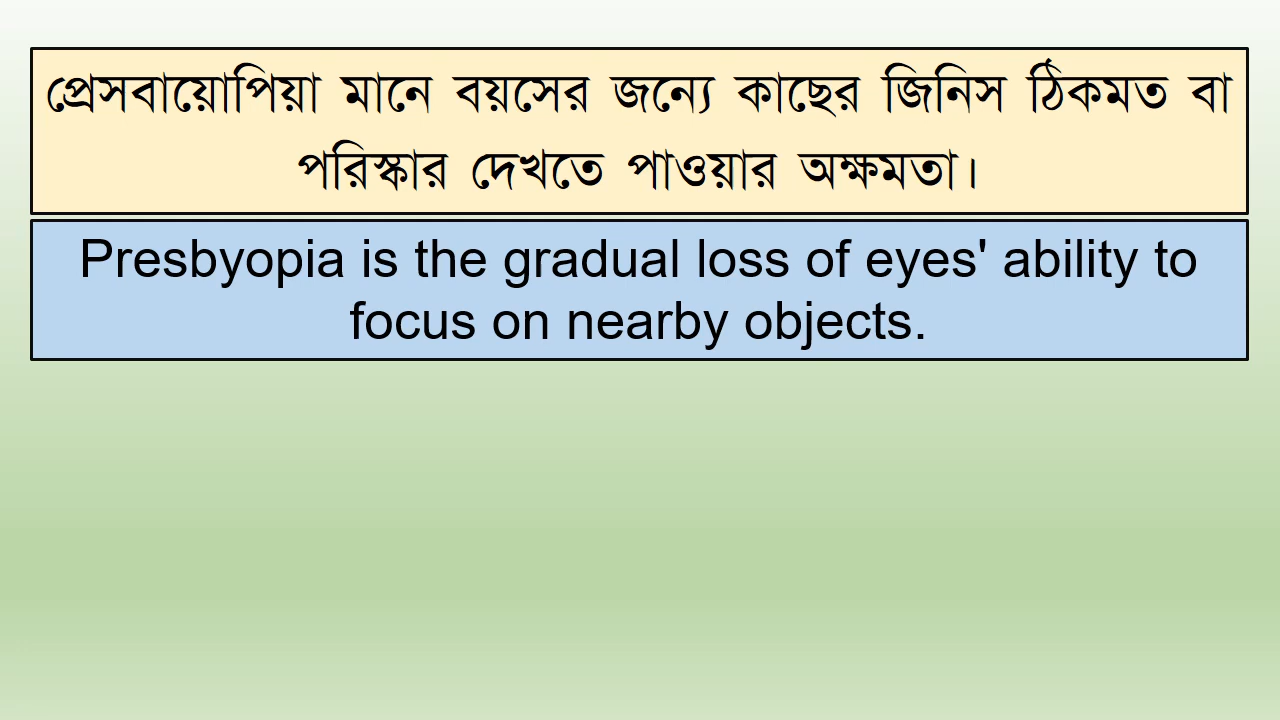 প্রেসবায়োপিয়া মানে বয়সের জন্যে কাছের জিনিস ঠিকমত বা
পরিস্কার দেখতে পাওয়ার অক্ষমতা।
Presbyopia is the gradual loss of eyes' ability to
focus on nearby objects.